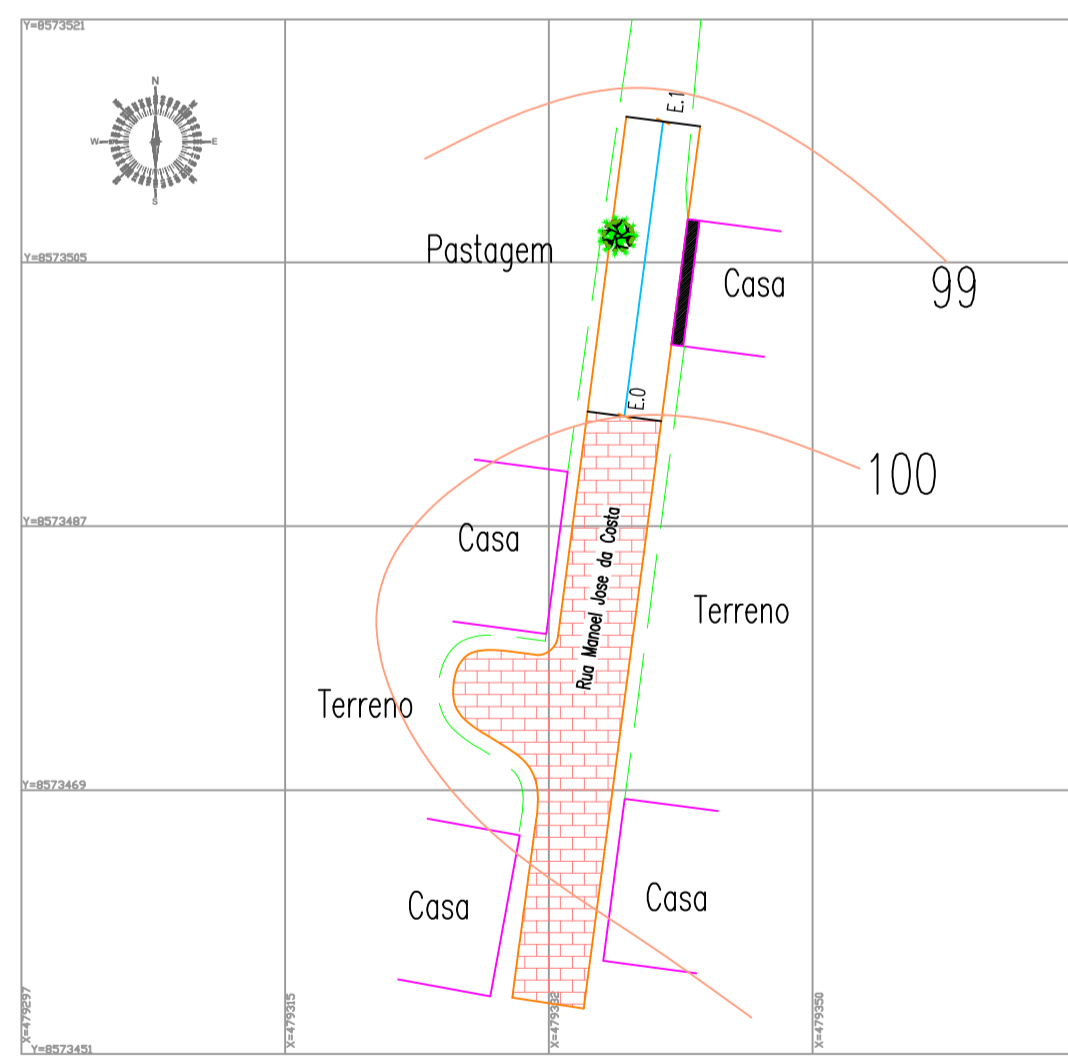 Y=8573521
N
W
E
S
E.1
Pastagem
Y=8573505
Casa
99
E.0
100
Y=8573487
Casa
Rua Manoel Jose da Costa
Terreno
Terreno
Y=8573469
Casa
Casa
X=479297
X=479315
X=479332
X=479350
Y=8573451